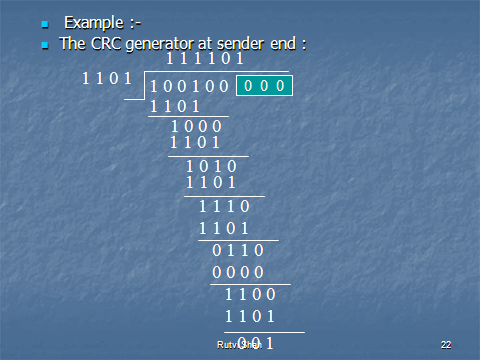 Example :-
The CRC generator at sender end :
1 1 1 1 0 1
1 1 0 1
1 0 0 1 0 0 0 0 0
1 1 0 1
1 0 0 0
1 1 0 1
1 0 1 0
1 1 0 1
1 1 1 0
1 1 0 1
0 1 1 0
0 0 0 0
1 1 0 0
1 1 0 1
0 0 1
22